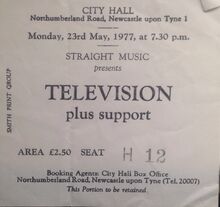 CITY HALL
Northumberland Road, Newcastle upon Tyne 1
Monday, 23rd May, 1977, at 7.30 p.m.
STRAIGHT MUSIC
presents
TELEVISION
plus support
AREA £2.50 SEAT H 12
Booking Agents: City Hall Box Office
Northumberland Road, Newcastle upon Tyne (Tel. 20007)
This Portion to be retained.
SMITH PRINT GROUP